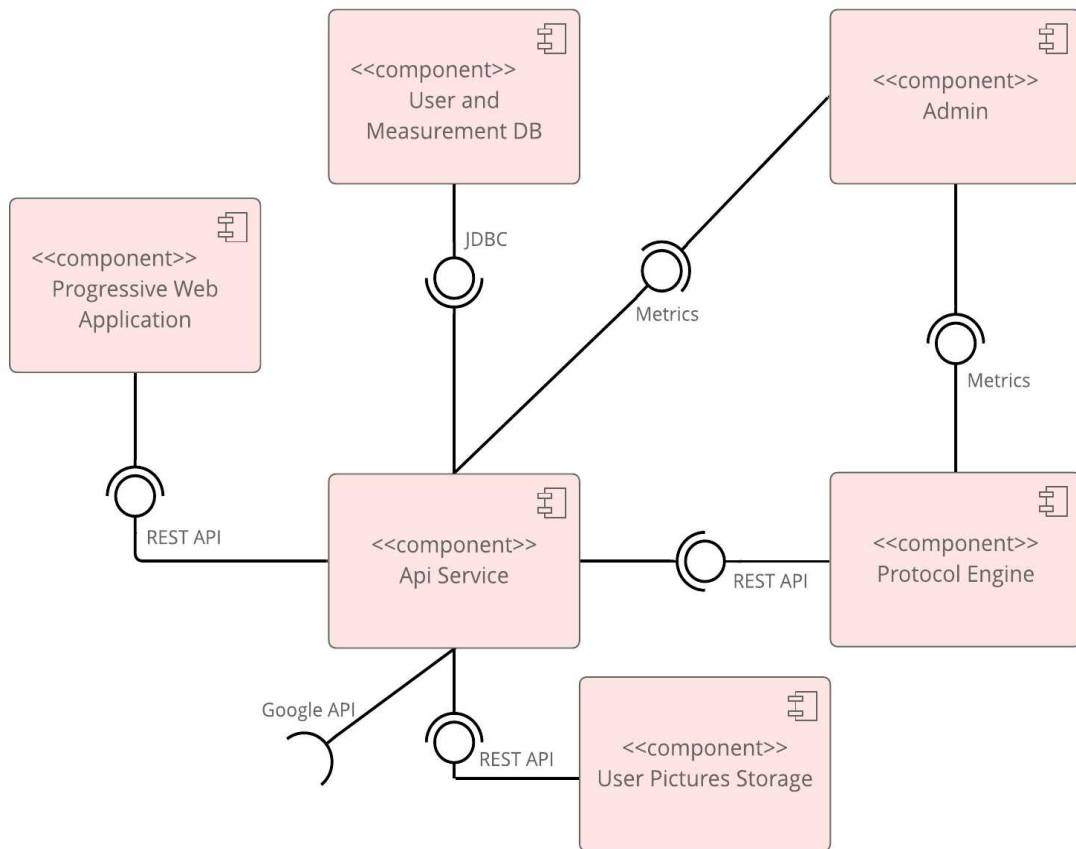 <<component>>
User and
Measurement DB
<<component>>
Admin
<<component>>
Progressive Web
Application
JDBC
Metrics
Metrics
REST API
<<component>>
Api Service
REST API
<<component>>
Protocol Engine
Google API
REST API
<<component>>
User Pictures Storage